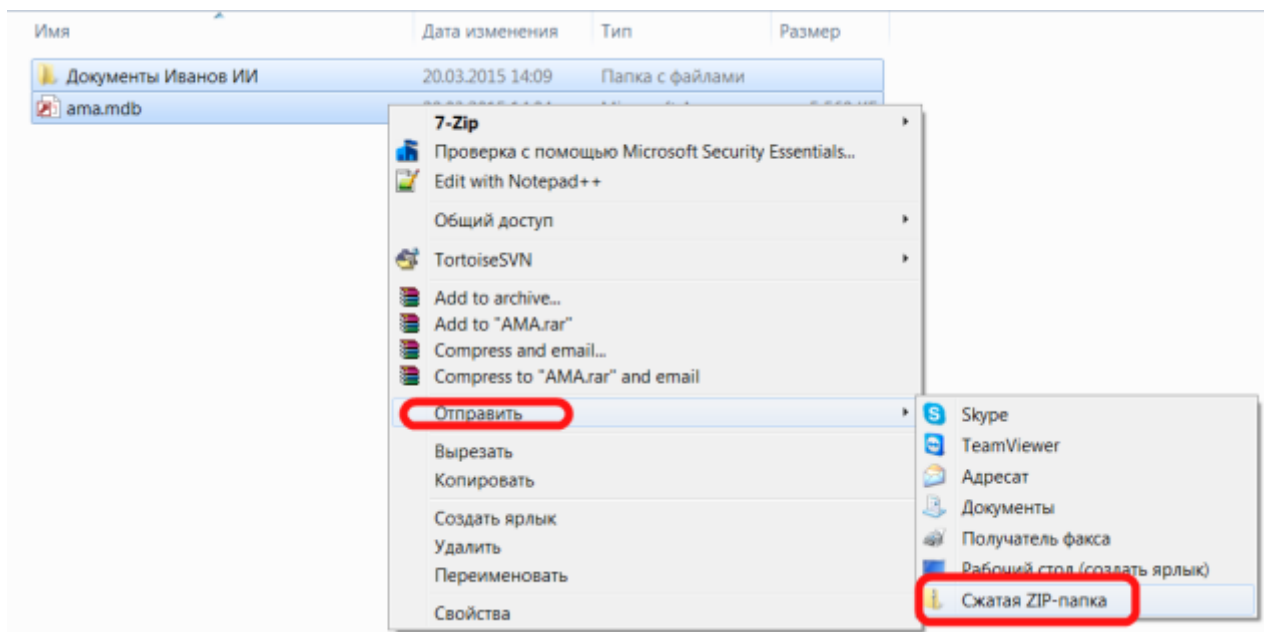 Имя Дата изменения Тип Размер
Документы Иванов ИИ 20.03.2015 14:09 Папка с файлами
ama.mdb
7-Zip
Проверка с помощью Microsoft Security Essentials...
Edit with Notepad++
Общий доступ
TortoiseSVN
Add to archive...
Add to "AMA.rar"
Compress and email...
Compress to "AMA.rar" and email
Отправить
Вырезать
Копировать
Создать ярлык
Удалить
Переименовать
Свойства
Skype
TeamViewer
Адресат
Документы
Получатель факса
Рабочий стол (создать ярлык)
Сжатая ZIP-папка